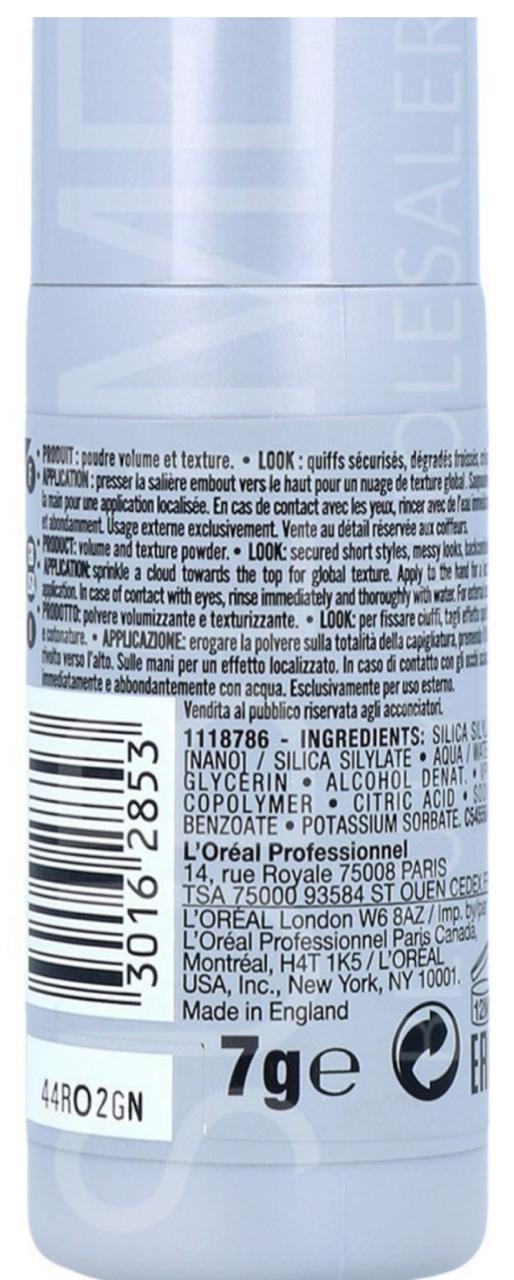 F
• PRODUIT : poudre volume et texture. • LOOK : quiffs sécurisés, dégradés froissés,
• APPLICATION : presser la salière embout vers le haut pour un nuage de texture global.
la main pour une application localisée. En cas de contact avec les yeux, rincer avec de l'eau
et abondamment. Usage externe exclusivement. Vente au détail réservée aux coiffeurs.
GB
• PRODUCT: volume and texture powder. • LOOK: secured short styles, messy looks,
• APPLICATION: sprinkle a cloud towards the top for global texture. Apply to the hand for a
application. In case of contact with eyes, rinse immediately and thoroughly with water. For
I
• PRODOTTO: polvere volumizzante e texturizzante. • LOOK: per fissare ciuffi, tagli effetto
e cotonature. • APPLICAZIONE: erogare la polvere sulla totalità della capigliatura,
rivolto verso l'alto. Sulle mani per un effetto localizzato. In caso di contatto con gli occhi
immediatamente e abbondantemente con acqua. Esclusivamente per uso esterno.
Vendita al pubblico riservata agli acconciatori.
1118786 - INGREDIENTS: SILICA
[NANO] / SILICA SILYLATE • AQUA /
GLYCERIN • ALCOHOL DENAT. •
COPOLYMER • CITRIC ACID •
BENZOATE • POTASSIUM SORBATE.
L'Oréal Professionnel
14, rue Royale 75008 PARIS
TSA 75000 93584 ST OUEN CEDEX
L'ORÉAL London W6 8AZ / Imp. by/par
L'Oréal Professionnel Paris Canada,
Montréal, H4T 1K5 / L'ORÉAL
USA, Inc., New York, NY 10001.
Made in England
30162853
44RO2GN
7g e
12M